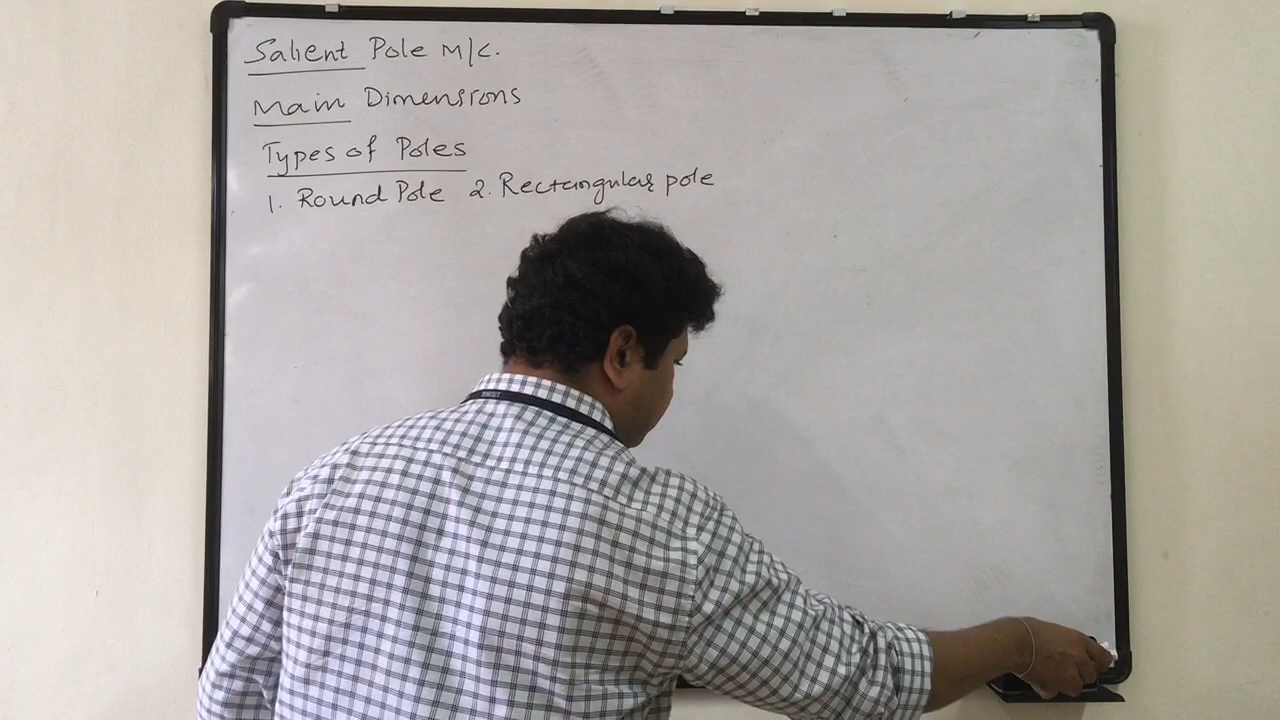 Salient Pole M/C.
Main Dimensions
Types of Poles
1. Round Pole 2. Rectangular pole